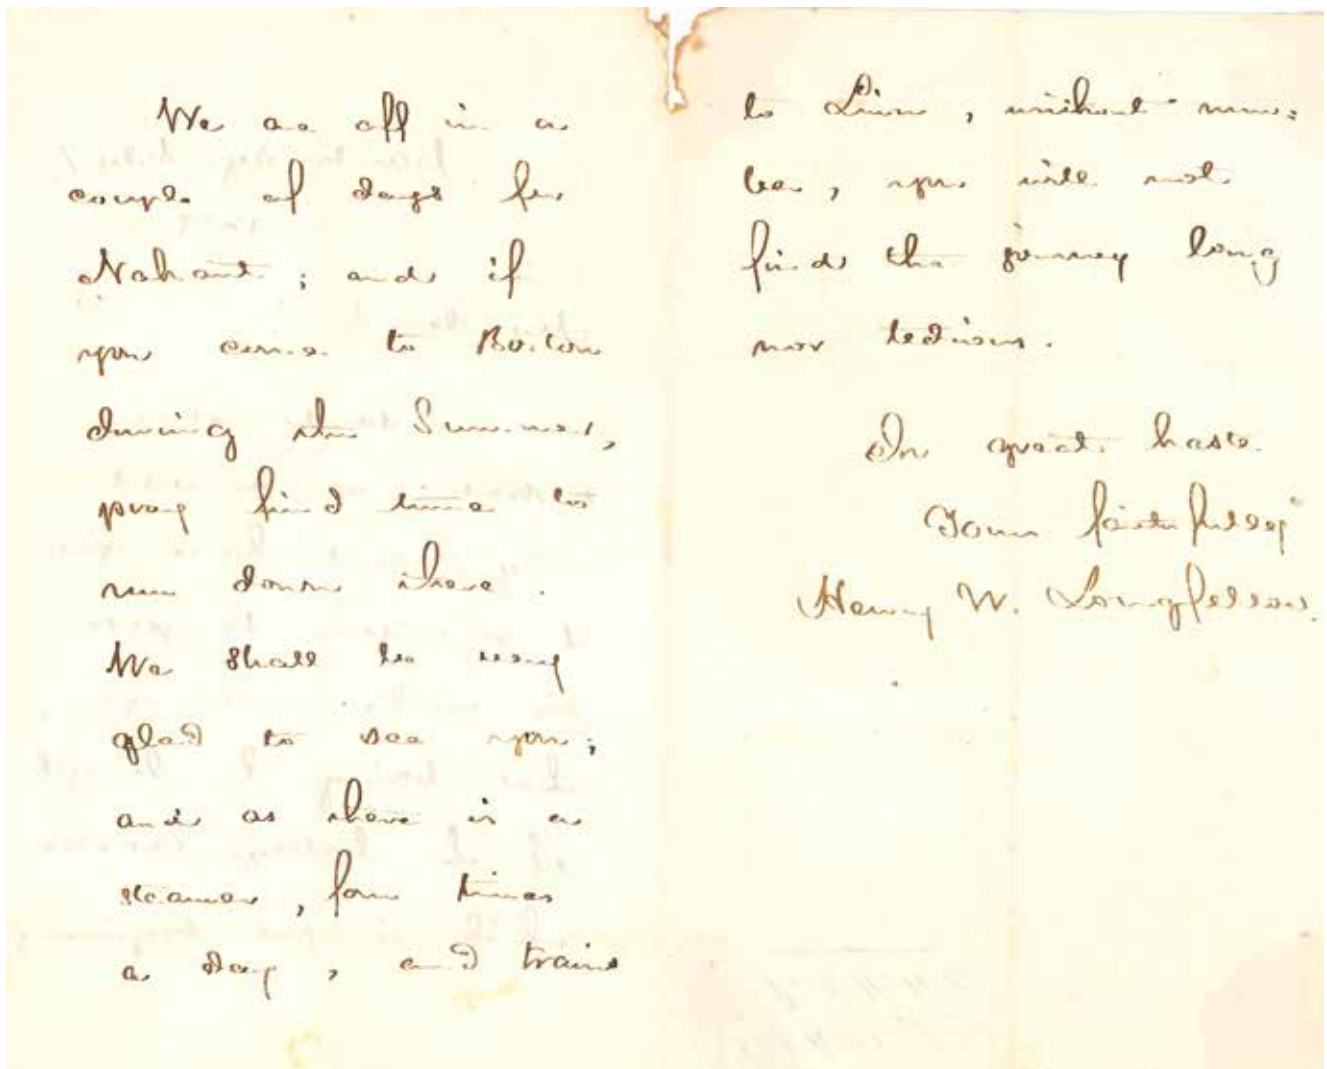 We are off in a
couple of days for
Nahant ; and if
you come to Boston
during the Summer,
pray find time to
run down there .
We shall be very
glad to see you ;
and as there is a
steamer , four times
a day , and trains
to Linn , without num=
ber , you will not
find the journey long
nor tedious .
In great haste
Yours faithfully
Henry W. Longfellow.